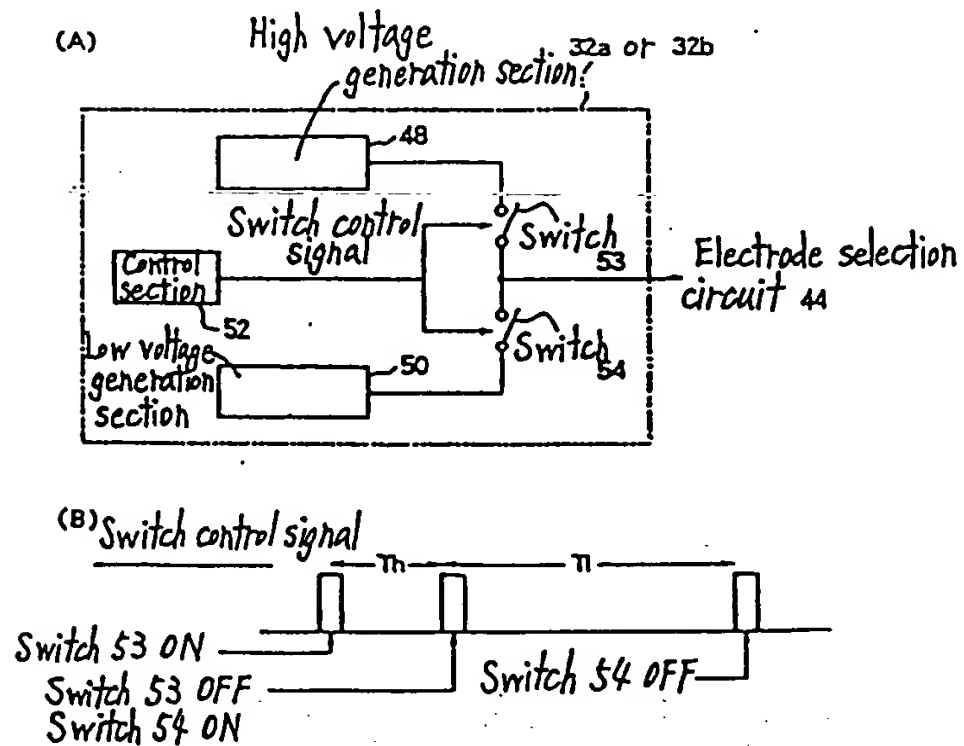 (A)
High voltage
generation section
32a or 32b
48
Switch control
signal
Switch
53
Electrode selection
circuit 44
Control
section
52
Switch
54
Low voltage
generation
section
50
(B) Switch control signal
Th
Tl
Switch 53 ON
Switch 53 OFF
Switch 54 ON
Switch 54 OFF